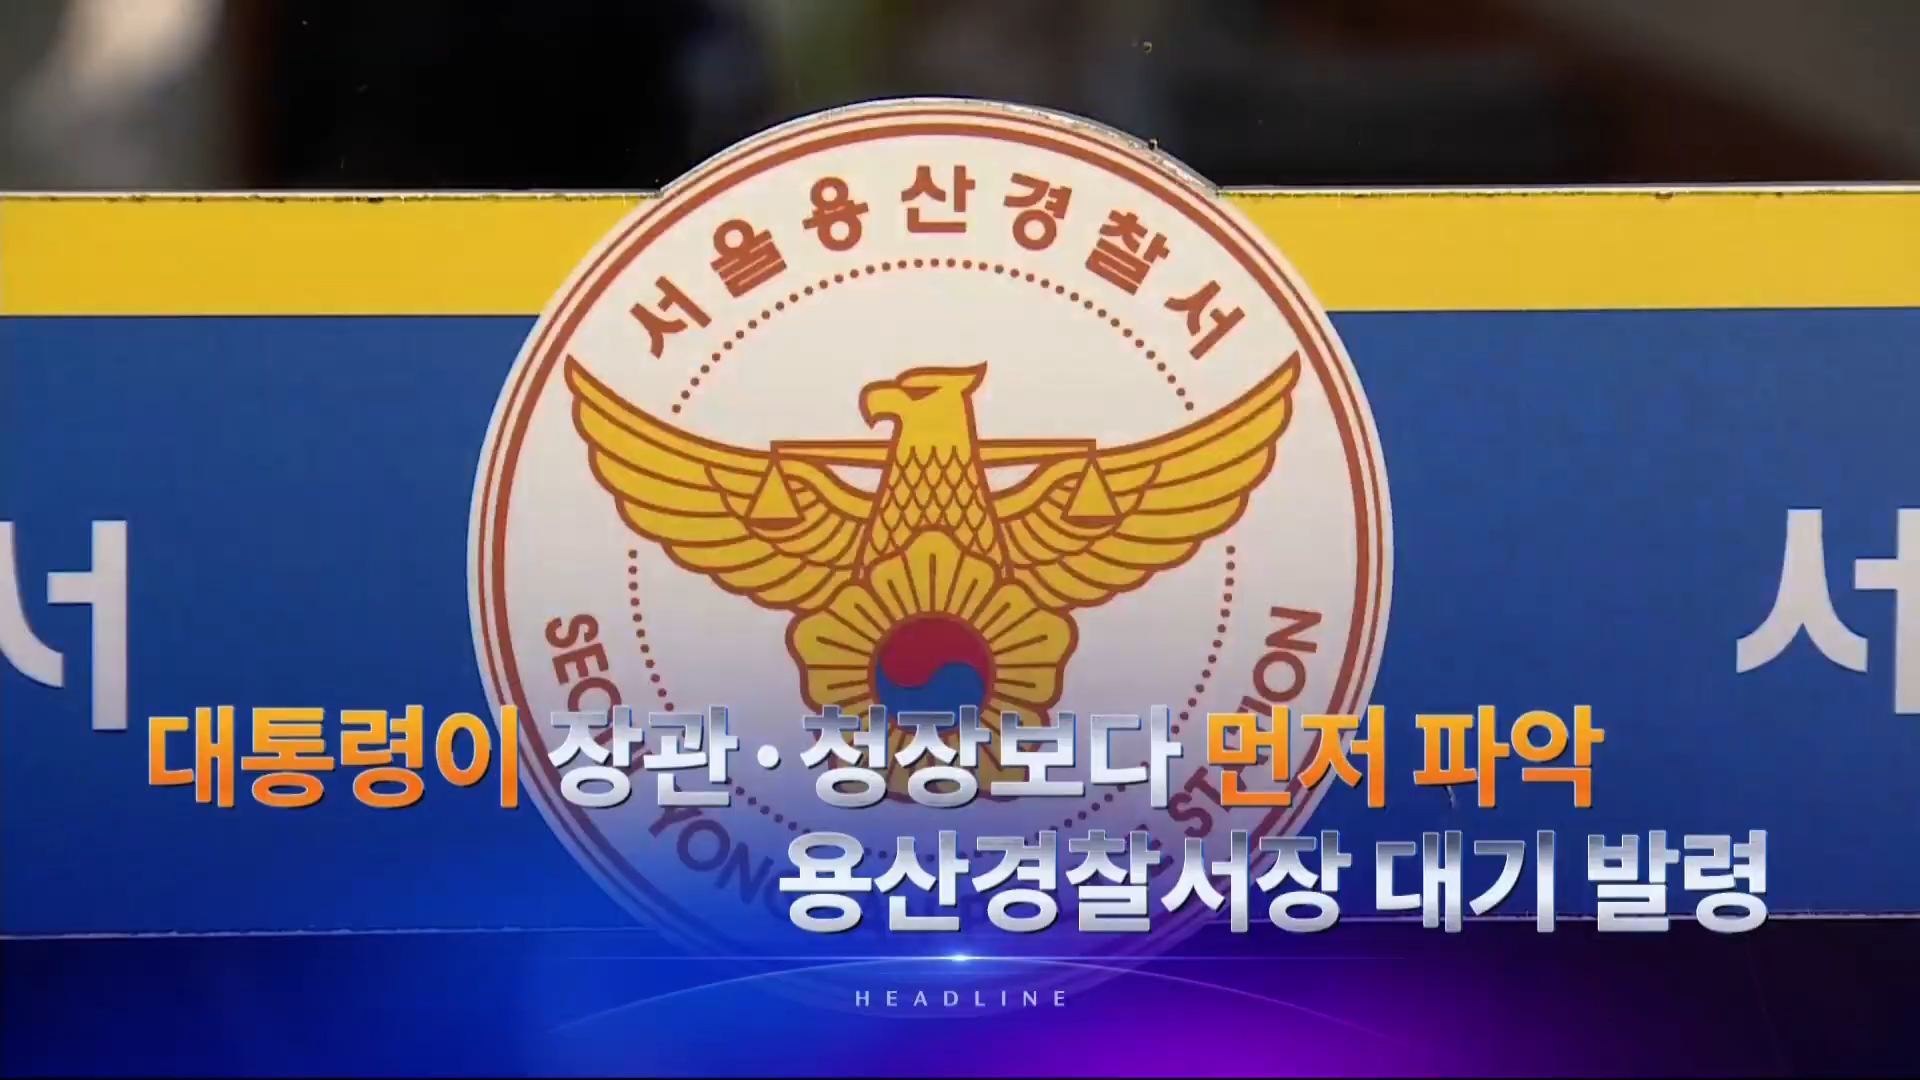 서울용산경찰서
서
서
대통령이 장관·청장보다 먼저 파악
용산경찰서장 대기 발령
HEADLINE